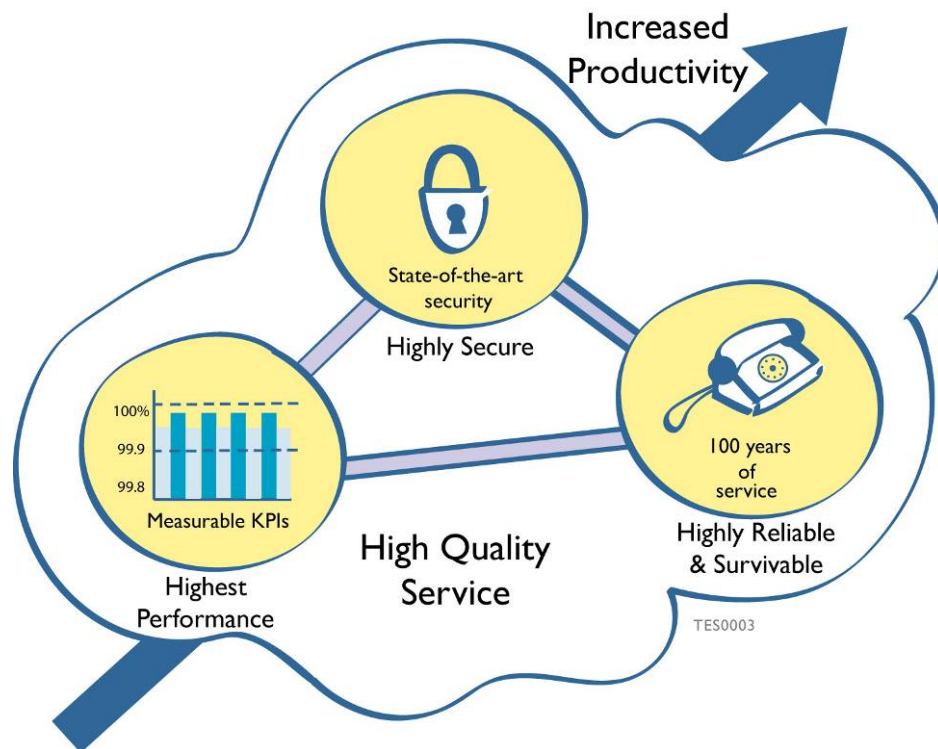 Increased
Productivity
State-of-the-art
security
Highly Secure
100%
99.9
99.8
Measurable KPIs
Highest
Performance
100 years
of
service
Highly Reliable
& Survivable
High Quality
Service
TES0003